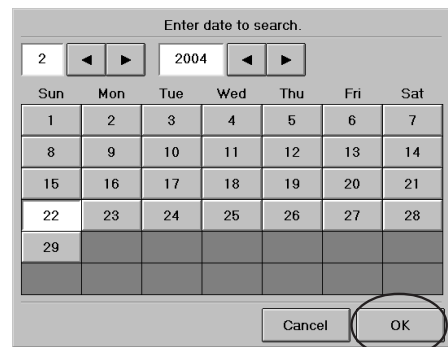 Enter date to search.
2 ◄ ► 2004 ◄ ►
Sun Mon Tue Wed Thu Fri Sat
1 2 3 4 5 6 7
8 9 10 11 12 13 14
15 16 17 18 19 20 21
22 23 24 25 26 27 28
29
Cancel OK